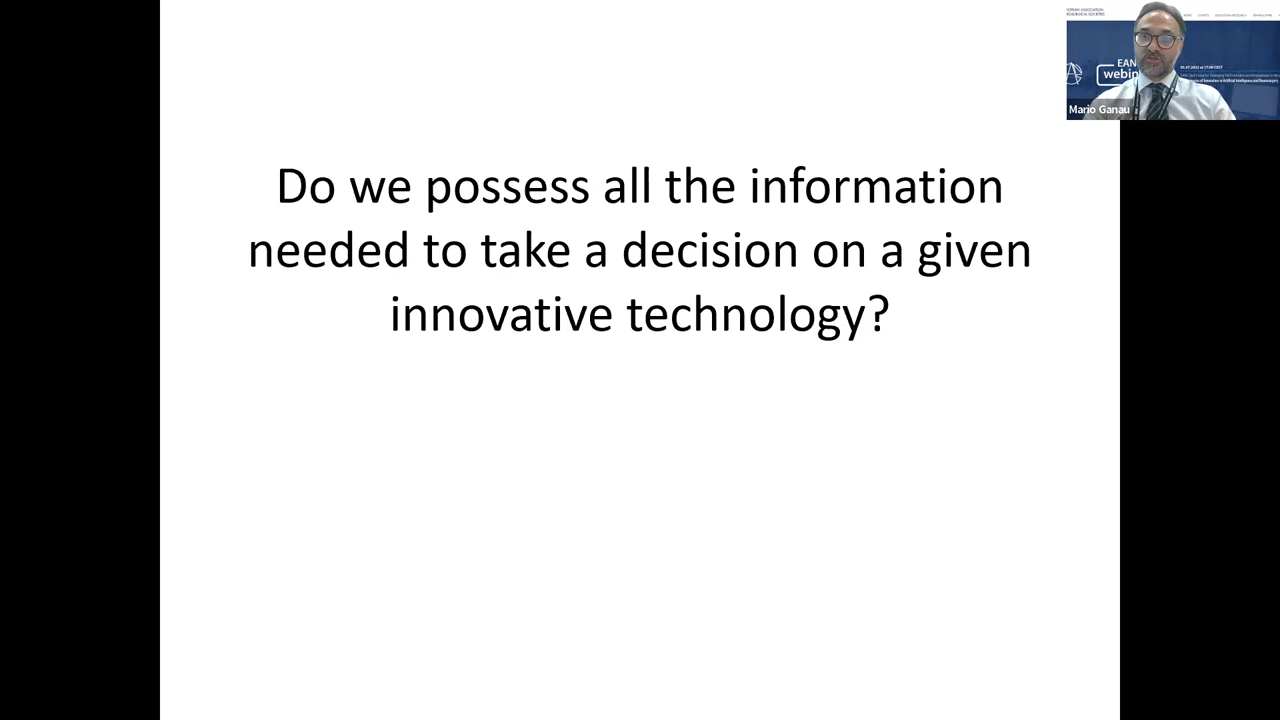 Do we possess all the information
needed to take a decision on a given
innovative technology?
EAN
webin
Mario Ganau